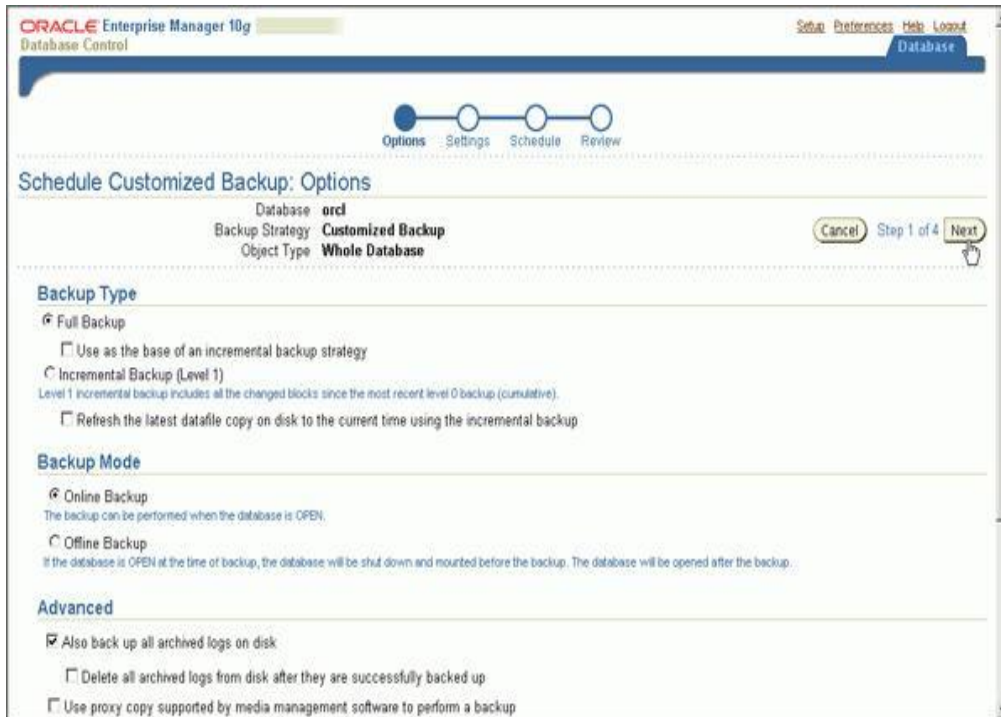 ORACLE Enterprise Manager 10g
Database Control
Setup Preferences Help Logout
Database
Options Settings Schedule Review
Schedule Customized Backup: Options
Database orcl
Backup Strategy Customized Backup
Object Type Whole Database
Cancel Step 1 of 4 Next
Backup Type
Full Backup
Use as the base of an incremental backup strategy
Incremental Backup (Level 1)
Level 1 incremental backup includes all the changed blocks since the most recent level 0 backup (cumulative).
Refresh the latest datafile copy on disk to the current time using the incremental backup
Backup Mode
Online Backup
The backup can be performed when the database is OPEN.
Offline Backup
If the database is OPEN at the time of backup, the database will be shut down and mounted before the backup. The database will be opened after the backup.
Advanced
Also back up all archived logs on disk
Delete all archived logs from disk after they are successfully backed up
Use proxy copy supported by media management software to perform a backup